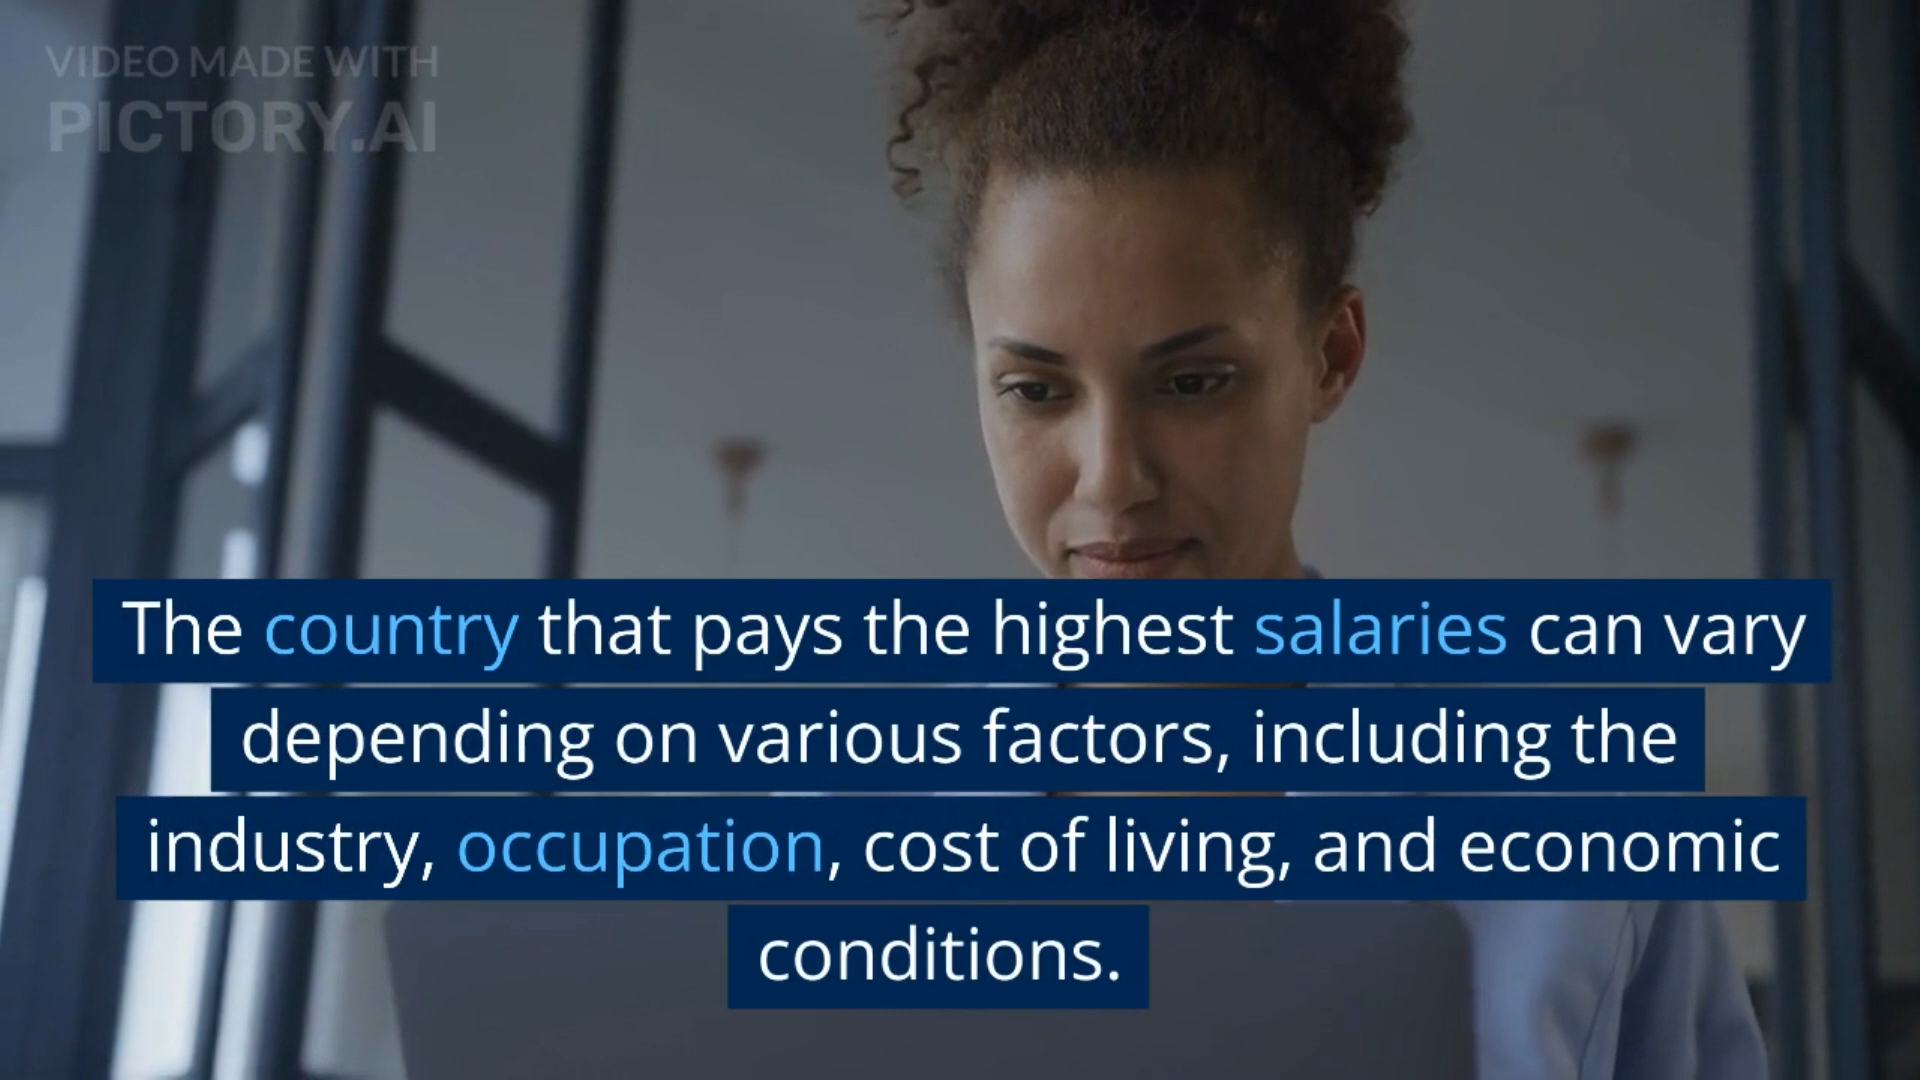 VIDEO MADE WITH
PICTORY.AI
The country that pays the highest salaries can vary
depending on various factors, including the
industry, occupation, cost of living, and economic
conditions.